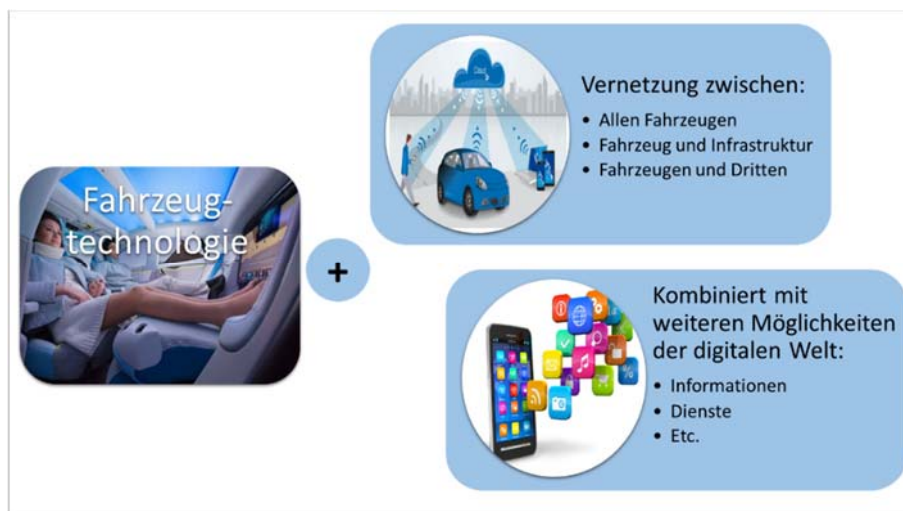 Fahrzeug-
technologie
+
Cloud
Vernetzung zwischen:
• Allen Fahrzeugen
• Fahrzeug und Infrastruktur
• Fahrzeugen und Dritten
Kombiniert mit
weiteren Möglichkeiten
der digitalen Welt:
• Informationen
• Dienste
• Etc.